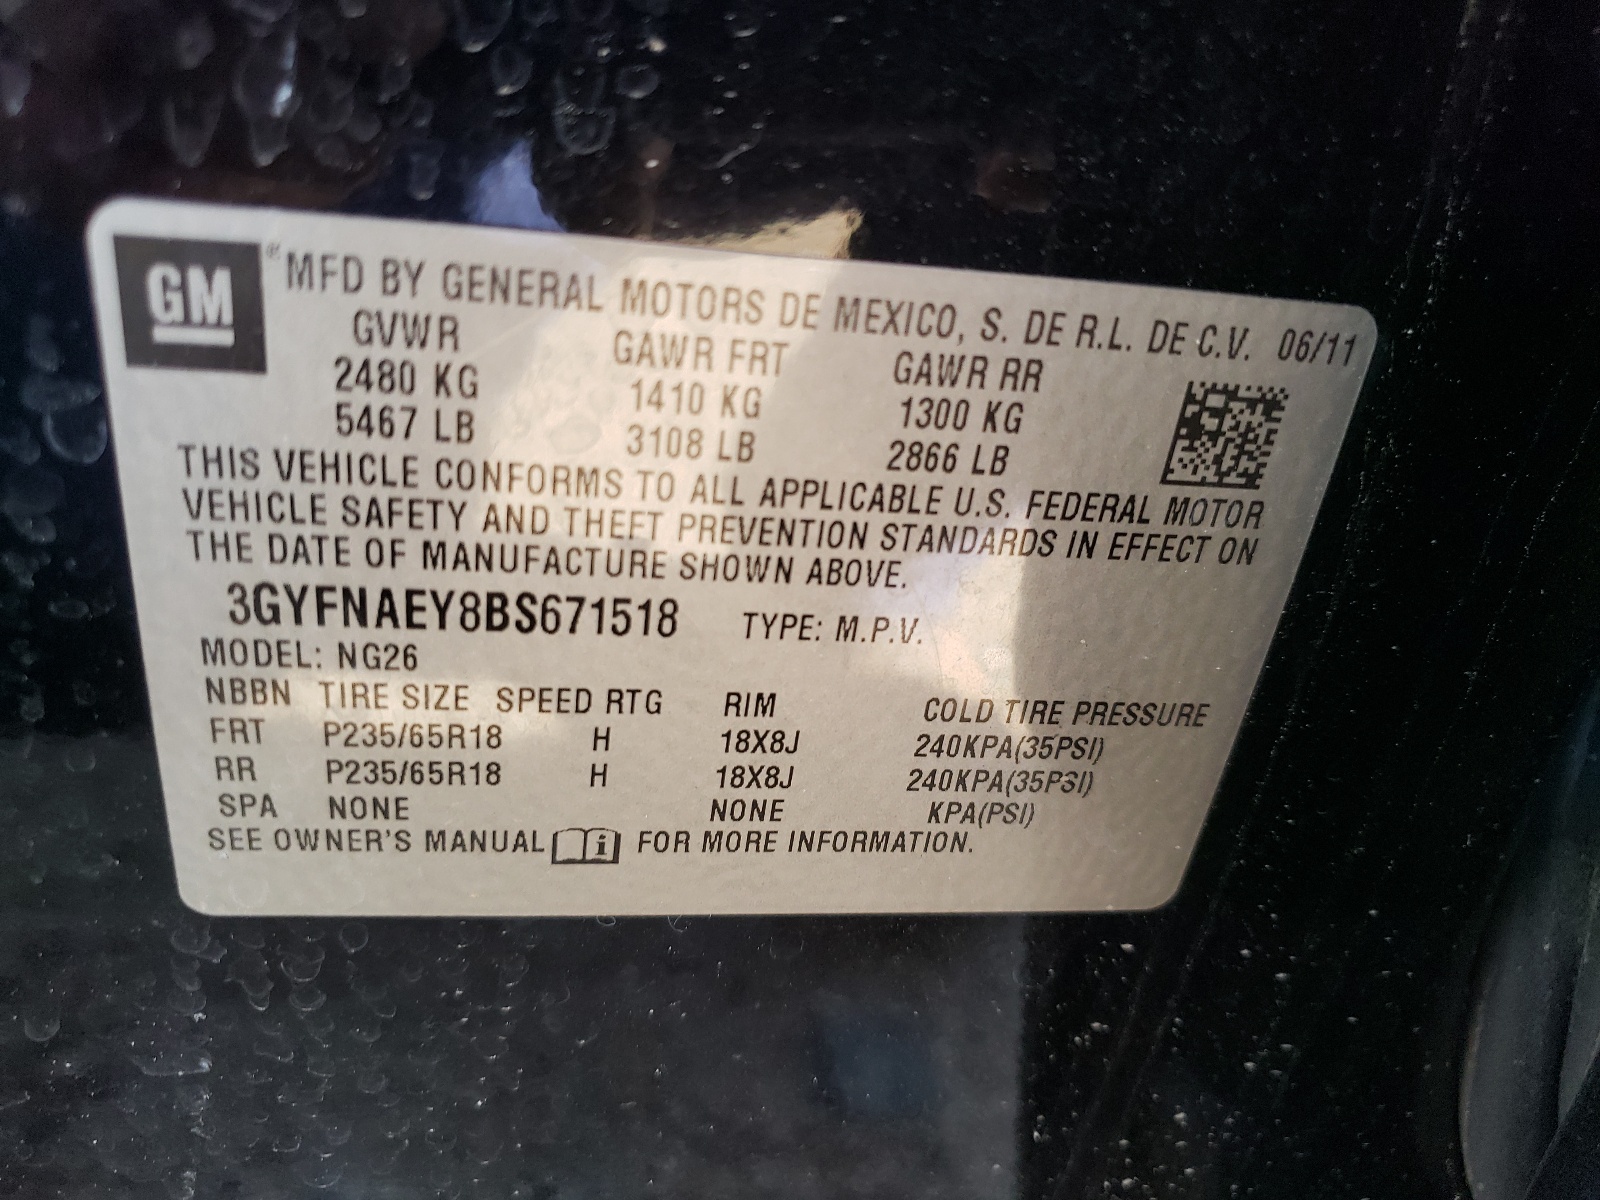 GM ® MFD BY GENERAL MOTORS DE MEXICO, S. DE R.L. DE C.V. 06/11
GVWR GAWR FRT GAWR RR
2480 KG 1410 KG 1300 KG
5467 LB 3108 LB 2866 LB
THIS VEHICLE CONFORMS TO ALL APPLICABLE U.S. FEDERAL MOTOR
VEHICLE SAFETY AND THEFT PREVENTION STANDARDS IN EFFECT ON
THE DATE OF MANUFACTURE SHOWN ABOVE.
3GYFNAEY8BS671518 TYPE: M.P.V.
MODEL: NG26
NBBN TIRE SIZE SPEED RTG RIM COLD TIRE PRESSURE
FRT P235/65R18 H 18X8J 240KPA(35PSI)
RR P235/65R18 H 18X8J 240KPA(35PSI)
SPA NONE NONE KPA(PSI)
SEE OWNER'S MANUAL i FOR MORE INFORMATION.